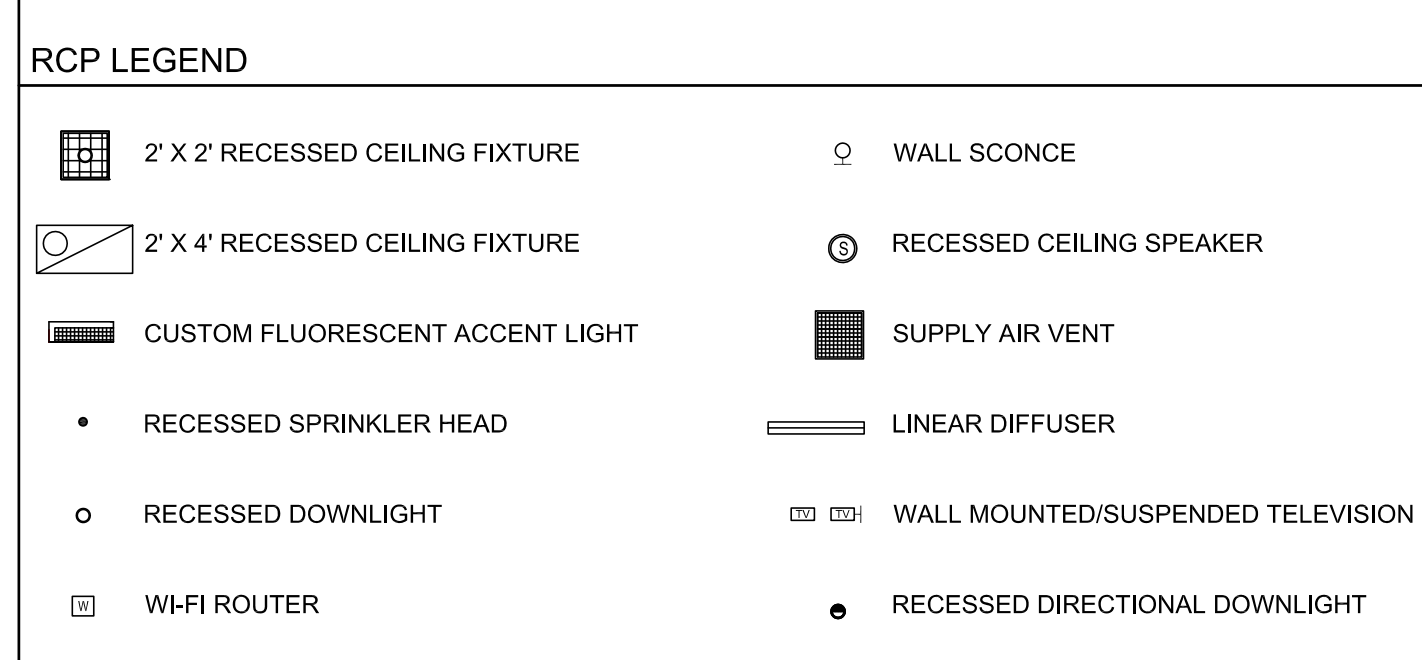 RCP LEGEND
2' X 2' RECESSED CEILING FIXTURE
2' X 4' RECESSED CEILING FIXTURE
CUSTOM FLUORESCENT ACCENT LIGHT
RECESSED SPRINKLER HEAD
RECESSED DOWNLIGHT
W WI-FI ROUTER
WALL SCONCE
S RECESSED CEILING SPEAKER
SUPPLY AIR VENT
LINEAR DIFFUSER
TV TV WALL MOUNTED/SUSPENDED TELEVISION
RECESSED DIRECTIONAL DOWNLIGHT